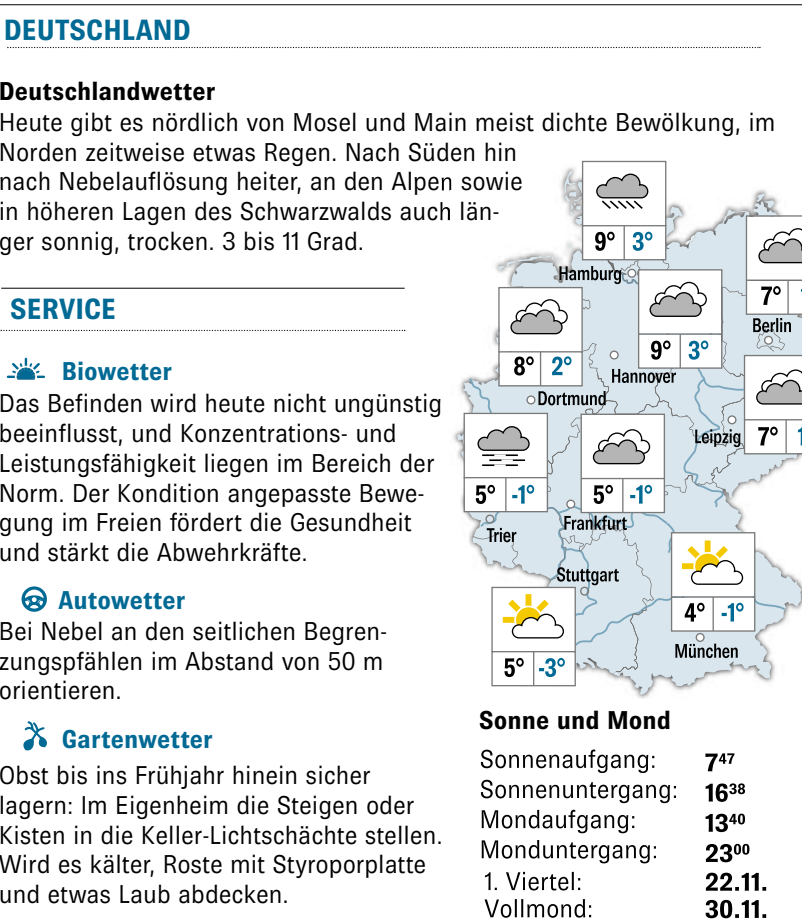 DEUTSCHLAND
Deutschlandwetter
Heute gibt es nördlich von Mosel und Main meist dichte Bewölkung, im
Norden zeitweise etwas Regen. Nach Süden hin
nach Nebelauflösung heiter, an den Alpen sowie
in höheren Lagen des Schwarzwalds auch län-
ger sonnig, trocken. 3 bis 11 Grad.
SERVICE
Biowetter
Das Befinden wird heute nicht ungünstig
beeinflusst, und Konzentrations- und
Leistungsfähigkeit liegen im Bereich der
Norm. Der Kondition angepasste Bewe-
gung im Freien fördert die Gesundheit
und stärkt die Abwehrkräfte.
Autowetter
Bei Nebel an den seitlichen Begren-
zungspfählen im Abstand von 50 m
orientieren.
Gartenwetter
Obst bis ins Frühjahr hinein sicher
lagern: Im Eigenheim die Steigen oder
Kisten in die Keller-Lichtschächte stellen.
Wird es kälter, Roste mit Styroporplatte
und etwas Laub abdecken.
9° 3°
Hamburg
7°
Berlin
8° 2°
Dortmund
9° 3°
Hannover
Leipzig
7°
5° -1°
Trier
5° -1°
Frankfurt
Stuttgart
5° -3°
4° -1°
München
Sonne und Mond
Sonnenaufgang: 7 47
Sonnenuntergang: 16 38
Mondaufgang: 13 40
Monduntergang: 23 00
1. Viertel: 22.11.
Vollmond: 30.11.